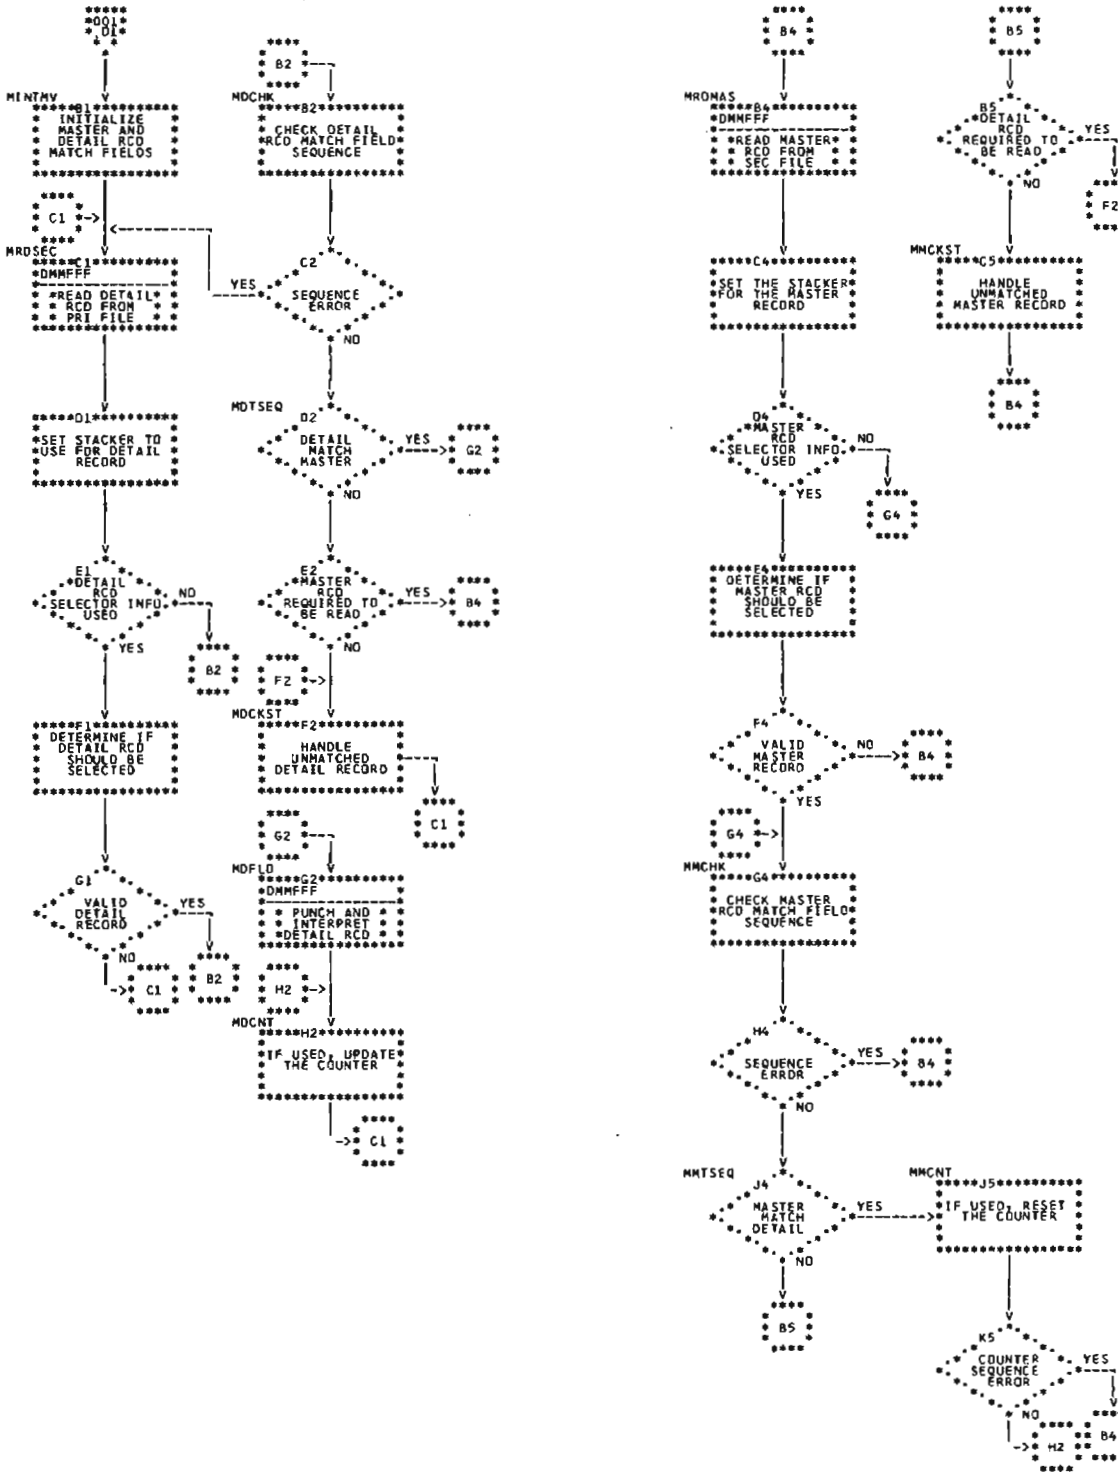 001
D1
B2
B4
B5
MINTMV
B1
INITIALIZE
MASTER AND
DETAIL RCD
MATCH FIELDS
MDCHK
B2
CHECK DETAIL
RCD MATCH FIELD
SEQUENCE
MROMAS
B4
DMMFFF
READ MASTER
RCD FROM
SEC FILE
B5
DETAIL
RCD
REQUIRED TO
BE READ
YES
NO
F2
C1
MRDSEC
C1
DMMFFF
READ DETAIL
RCD FROM
PRI FILE
YES
C2
SEQUENCE
ERROR
NO
C4
SET THE STACKER
FOR THE MASTER
RECORD
MMCKST
C5
HANDLE
UNMATCHED
MASTER RECORD
B4
D1
SET STACKER TO
USE FOR DETAIL
RECORD
MDTSEQ
D2
DETAIL
MATCH
MASTER
YES
G2
NO
D4
MASTER
RCD
SELECTOR INFO
USED
NO
YES
G4
E1
DETAIL
RCD
SELECTOR INFO
USED
NO
YES
B2
E2
MASTER
RCD
REQUIRED TO
BE READ
YES
B4
NO
E4
DETERMINE IF
MASTER RCD
SHOULD BE
SELECTED
F2
F1
DETERMINE IF
DETAIL RCD
SHOULD BE
SELECTED
MDCKST
F2
HANDLE
UNMATCHED
DETAIL RECORD
C1
F4
VALID
MASTER
RECORD
NO
B4
YES
G2
G4
G1
VALID
DETAIL
RECORD
YES
NO
C1
B2
MDFLD
G2
DMMFFF
PUNCH AND
INTERPRET
DETAIL RCD
MMCHK
G4
CHECK MASTER
RCD MATCH FIELD
SEQUENCE
H2
MDCNT
H2
IF USED, UPDATE
THE COUNTER
C1
H4
SEQUENCE
ERROR
YES
B4
NO
MMTSEQ
J4
MASTER
MATCH
DETAIL
YES
NO
B5
MMCNT
J5
IF USED, RESET
THE COUNTER
K5
COUNTER
SEQUENCE
ERROR
YES
NO
H2
B4